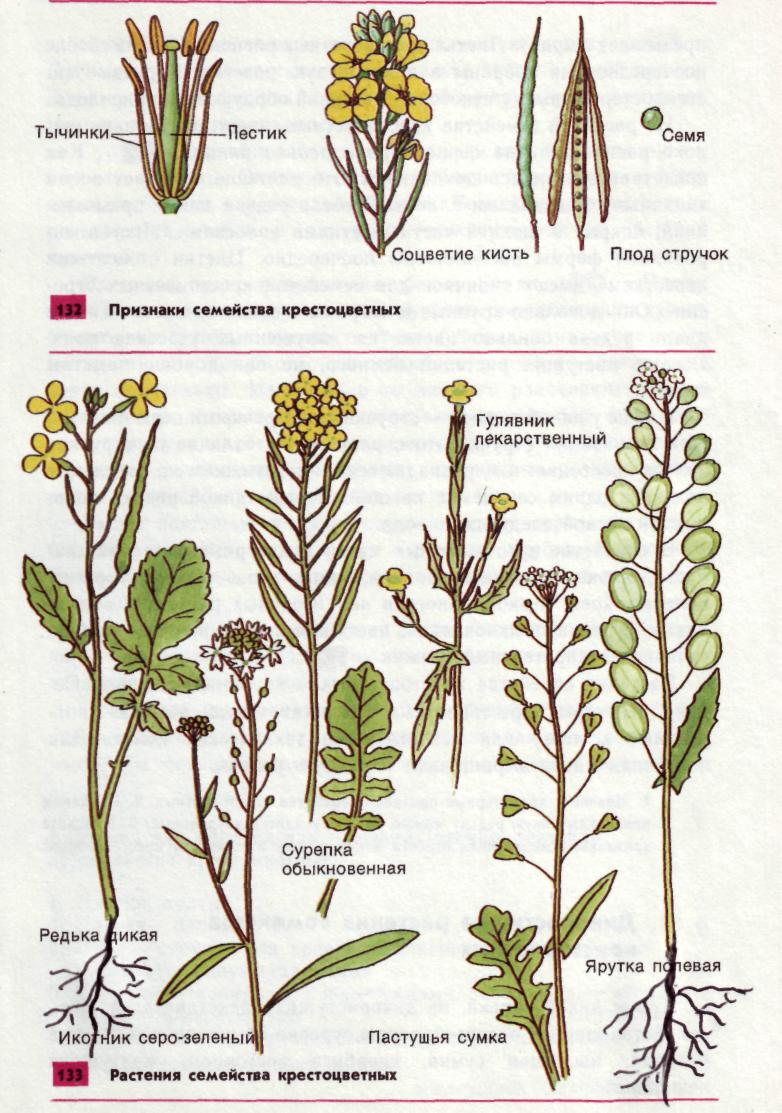 Тычинки
Пестик
Семя
Соцветие кисть
Плод стручок
132 Признаки семейства крестоцветных
Гулявник
лекарственный
Сурепка
обыкновенная
Редька дикая
Ярутка полевая
Икотник серо-зеленый
Пастушья сумка
133 Растения семейства крестоцветных